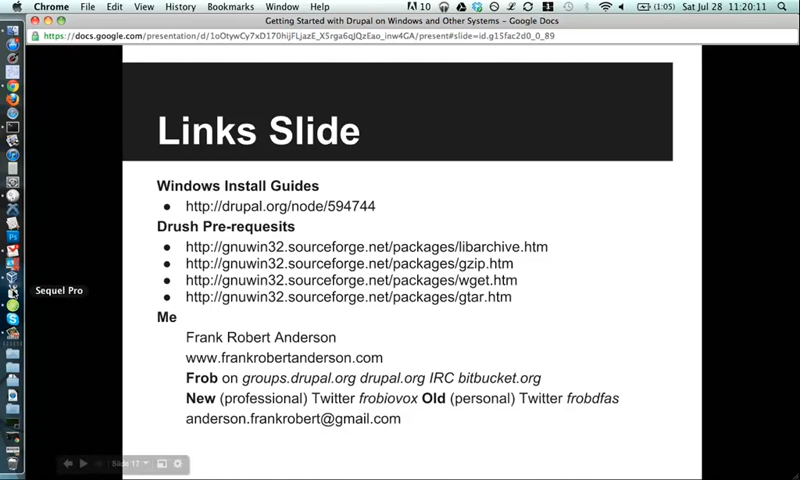 Chrome File Edit View History Bookmarks Window Help
10
(1:05) Sat Jul 28 11:20:11
Getting Started with Drupal on Windows and Other Systems - Google Docs
https://docs.google.com/presentation/d/1oOtywCy7xD170hijFLjazE_X5rga6qJQzEao_inw4GA/present#slide=id.g15fac2d0_0_89
Links Slide
Windows Install Guides
● http://drupal.org/node/594744
Drush Pre-requesits
● http://gnuwin32.sourceforge.net/packages/libarchive.htm
● http://gnuwin32.sourceforge.net/packages/gzip.htm
● http://gnuwin32.sourceforge.net/packages/wget.htm
● http://gnuwin32.sourceforge.net/packages/gtar.htm
Sequel Pro
Me
Frank Robert Anderson
www.frankrobertanderson.com
Frob on groups.drupal.org drupal.org IRC bitbucket.org
New (professional) Twitter frobiovox Old (personal) Twitter frobdfas
anderson.frankrobert@gmail.com
Slide 17